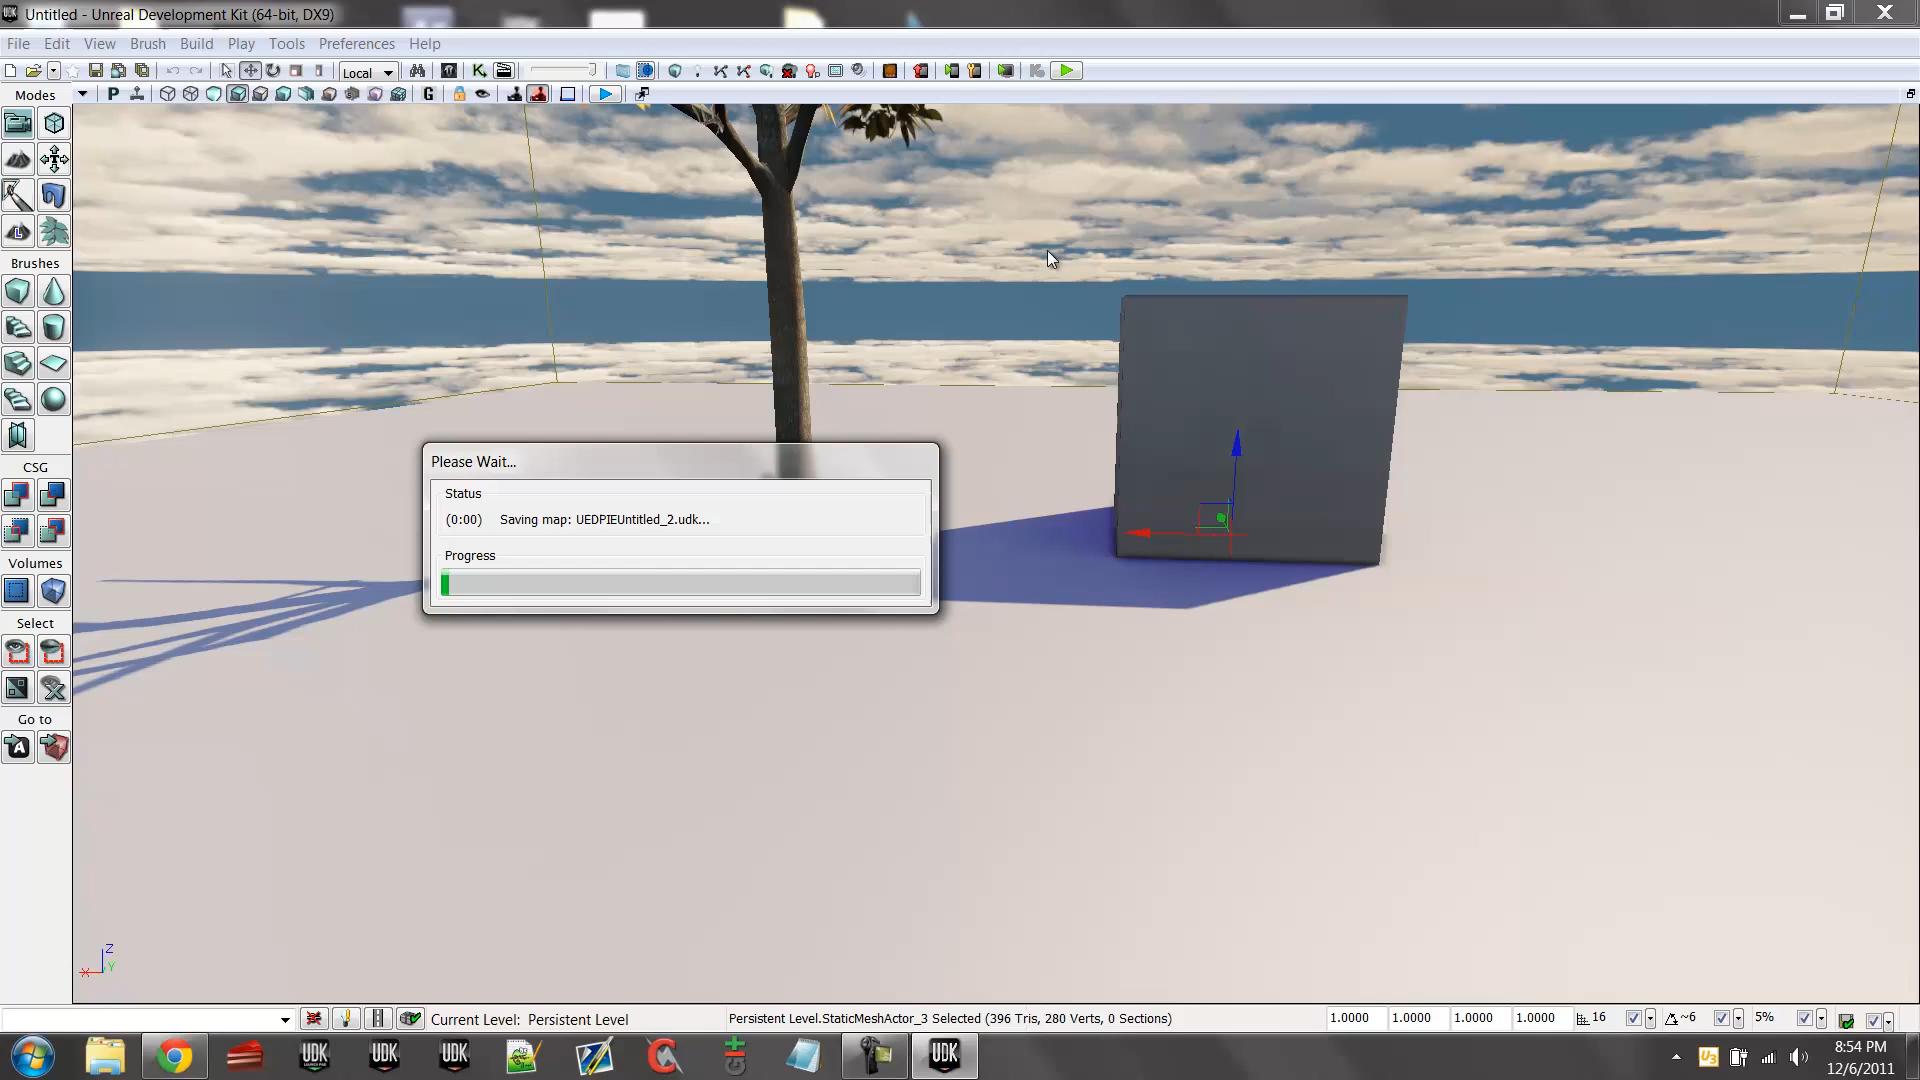 Untitled - Unreal Development Kit (64-bit, DX9)
File Edit View Brush Build Play Tools Preferences Help
Local
Modes
P
G
Brushes
CSG
Volumes
Select
Go to
Please Wait...
Status
(0:00) Saving map: UEDPIEUntitled_2.udk...
Progress
Z
X
Y
Current Level: Persistent Level
Persistent Level.StaticMeshActor_3 Selected (396 Tris, 280 Verts, 0 Sections)
1.0000 1.0000 1.0000 1.0000
16
~6
5%
UDK
UDK
UDK
UDK
8:54 PM
12/6/2011